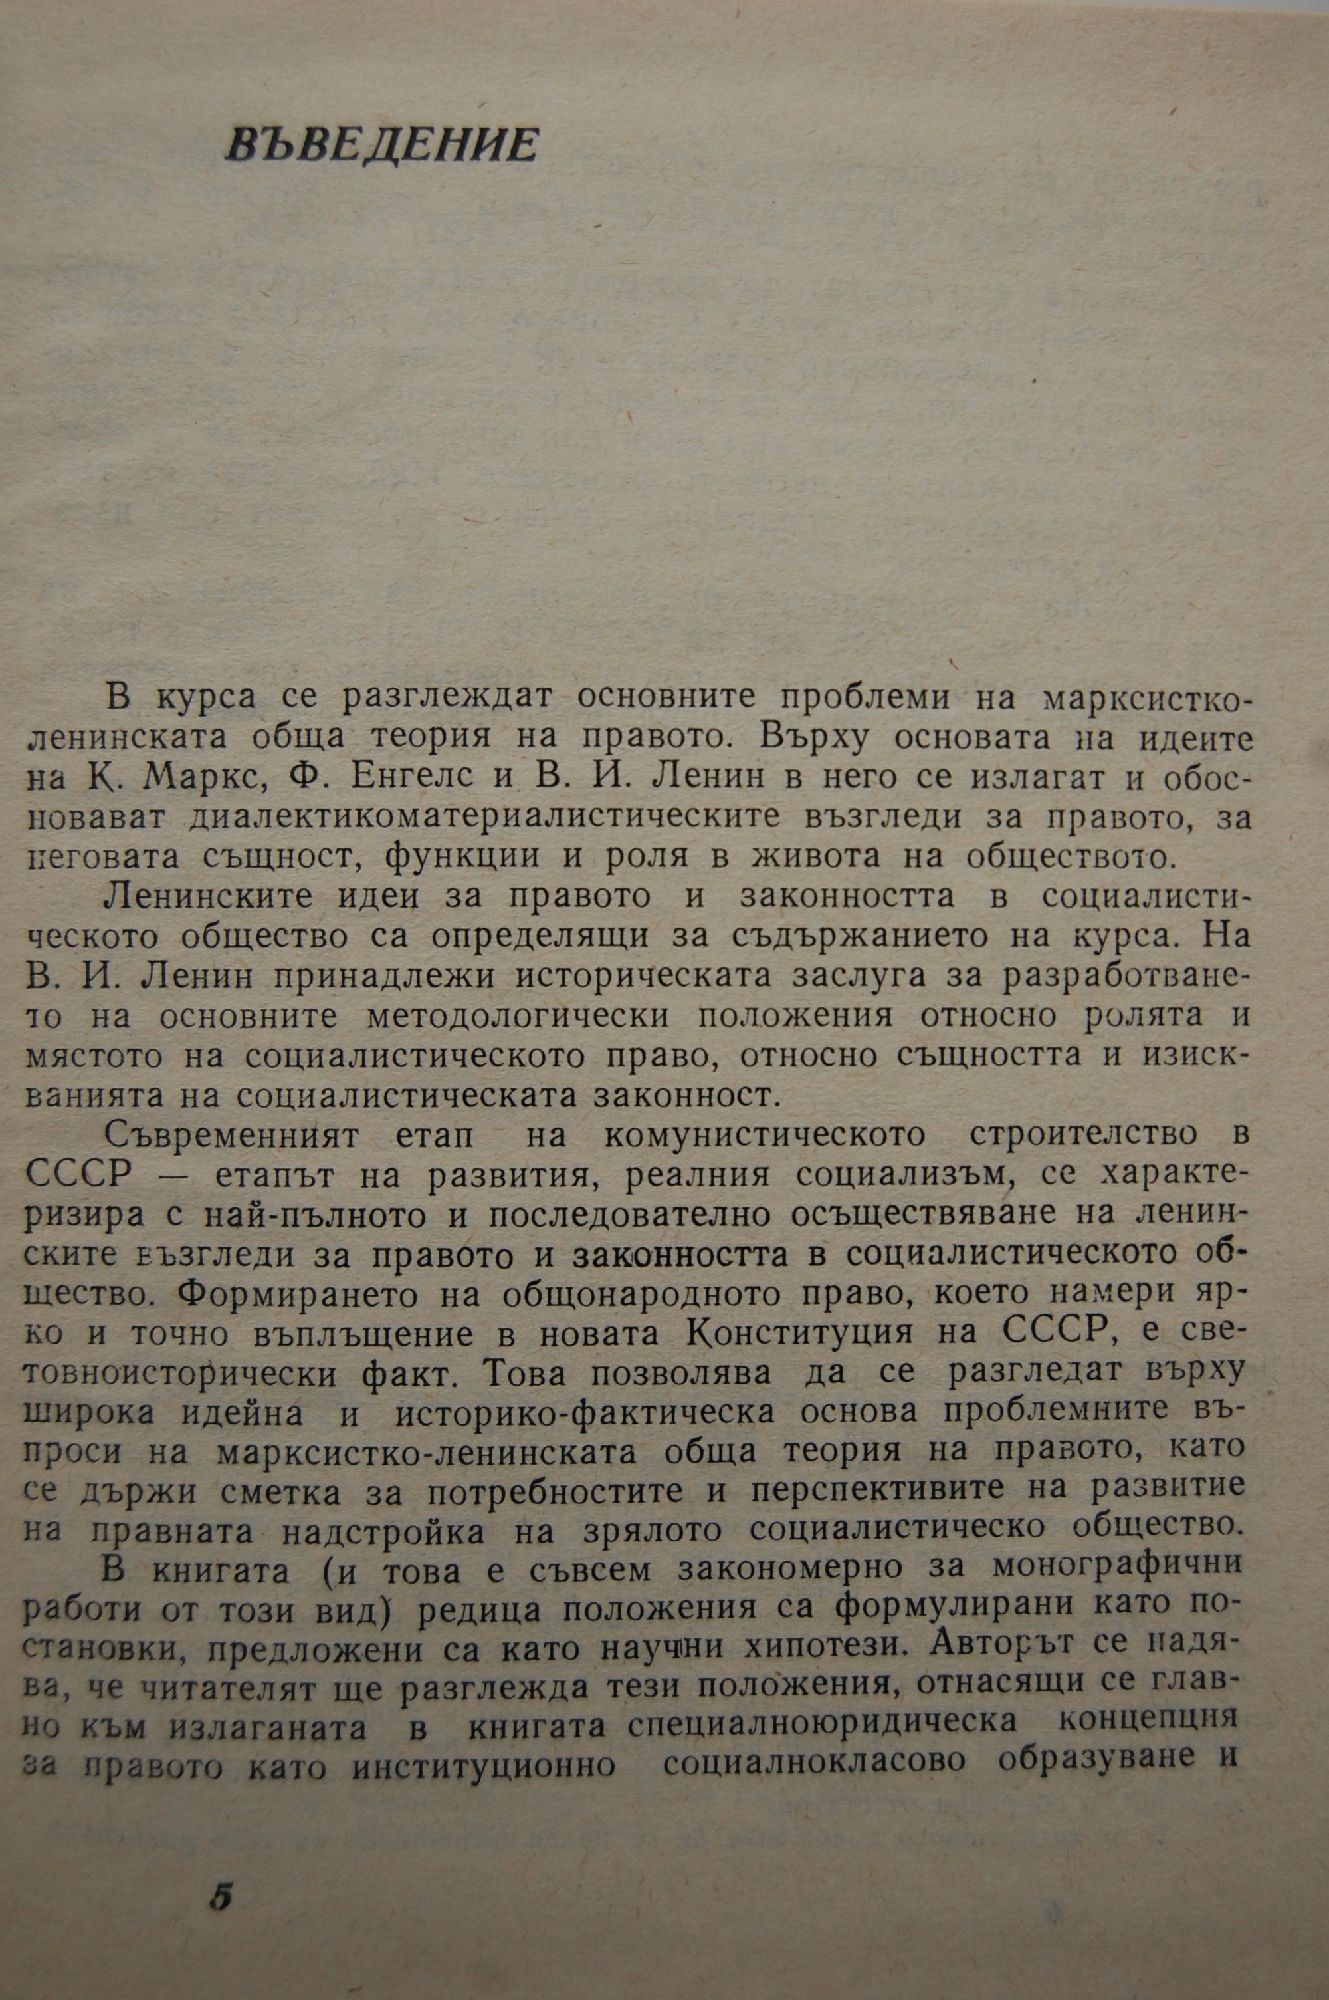 ВЪВЕДЕНИЕ
В курса се разглеждат основните проблеми на марксистко-
ленинската обща теория на правото. Върху основата на идеите
на К. Маркс, Ф. Енгелс и В. И. Ленин в него се излагат и обос-
новават диалектикоматериалистическите възгледи за правото, за
неговата същност, функции и роля в живота на обществото.
Ленинските идеи за правото и законността в социалисти-
ческото общество са определящи за съдържанието на курса. На
В. И. Ленин принадлежи историческата заслуга за разработване-
то на основните методологически положения относно ролята и
мястото на социалистическото право, относно същността и изиск-
ванията на социалистическата законност.
Съвременният етап на комунистическото строителство в
СССР — етапът на развития, реалния социализъм, се характе-
ризира с най-пълното и последователно осъществяване на ленин-
ските възгледи за правото и законността в социалистическото об-
щество. Формирането на общонародното право, което намери яр-
ко и точно въплъщение в новата Конституция на СССР, е све-
товноисторически факт. Това позволява да се разгледат върху
широка идейна и историко-фактическа основа проблемните въ-
проси на марксистко-ленинската обща теория на правото, като
се държи сметка за потребностите и перспективите на развитие
на правната надстройка на зрялото социалистическо общество.
В книгата (и това е съвсем закономерно за монографични
работи от този вид) редица положения са формулирани като по-
становки, предложени са като научни хипотези. Авторът се надя-
ва, че читателят ще разглежда тези положения, отнасящи се глав-
но към излаганата в книгата специалноюридическа концепция
за правото като институционно социалнокласово образуване и
5